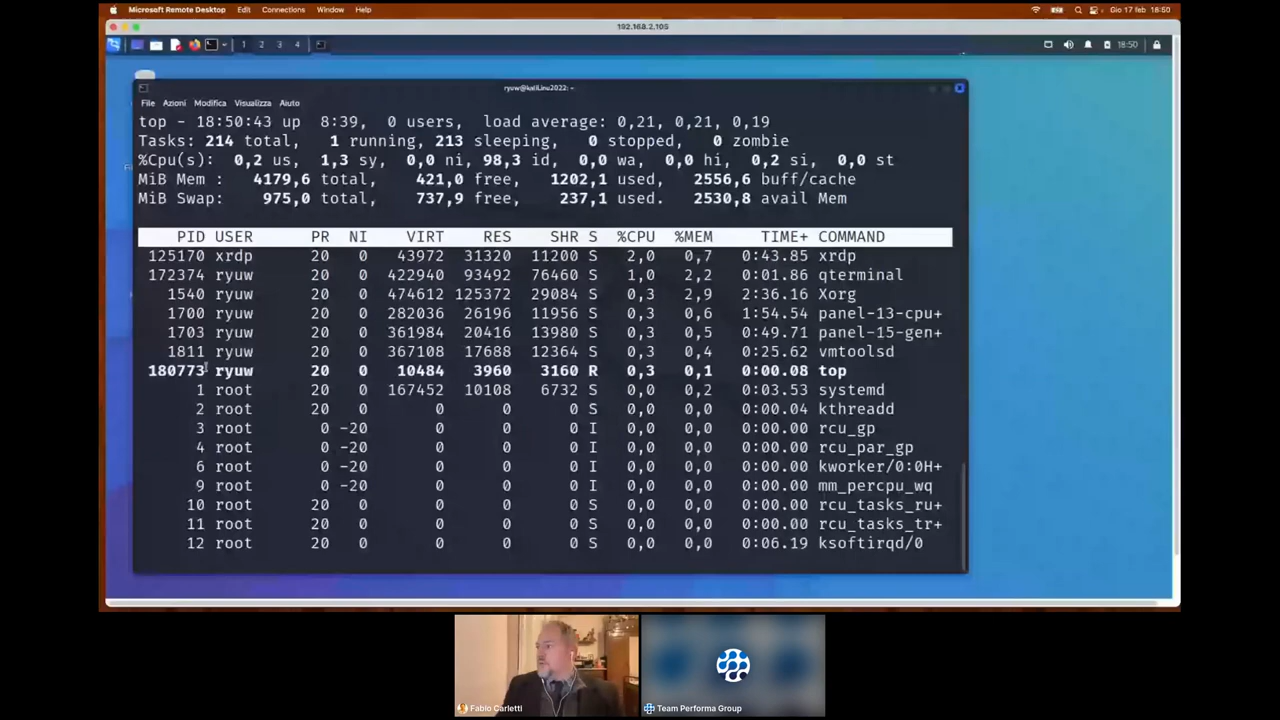 Microsoft Remote Desktop Edit Connections Window Help Gio 17 feb 18:50
192.168.2.105
1 2 3 4 18:50
ryuw@kaliLinu2022: ~
File Azioni Modifica Visualizza Aiuto
top - 18:50:43 up 8:39, 0 users, load average: 0,21, 0,21, 0,19
Tasks: 214 total, 1 running, 213 sleeping, 0 stopped, 0 zombie
%Cpu(s): 0,2 us, 1,3 sy, 0,0 ni, 98,3 id, 0,0 wa, 0,0 hi, 0,2 si, 0,0 st
MiB Mem : 4179,6 total, 421,0 free, 1202,1 used, 2556,6 buff/cache
MiB Swap: 975,0 total, 737,9 free, 237,1 used. 2530,8 avail Mem
PID USER PR NI VIRT RES SHR S %CPU %MEM TIME+ COMMAND
125170 xrdp 20 0 43972 31320 11200 S 2,0 0,7 0:43.85 xrdp
172374 ryuw 20 0 422940 93492 76460 S 1,0 2,2 0:01.86 qterminal
1540 ryuw 20 0 474612 125372 29084 S 0,3 2,9 2:36.16 Xorg
1700 ryuw 20 0 282036 26196 11956 S 0,3 0,6 1:54.54 panel-13-cpu+
1703 ryuw 20 0 361984 20416 13980 S 0,3 0,5 0:49.71 panel-15-gen+
1811 ryuw 20 0 367108 17688 12364 S 0,3 0,4 0:25.62 vmtoolsd
180773 ryuw 20 0 10484 3960 3160 R 0,3 0,1 0:00.08 top
1 root 20 0 167452 10108 6732 S 0,0 0,2 0:03.53 systemd
2 root 20 0 0 0 0 S 0,0 0,0 0:00.04 kthreadd
3 root 0 -20 0 0 0 I 0,0 0,0 0:00.00 rcu_gp
4 root 0 -20 0 0 0 I 0,0 0,0 0:00.00 rcu_par_gp
6 root 0 -20 0 0 0 I 0,0 0,0 0:00.00 kworker/0:0H+
9 root 0 -20 0 0 0 I 0,0 0,0 0:00.00 mm_percpu_wq
10 root 20 0 0 0 0 S 0,0 0,0 0:00.00 rcu_tasks_ru+
11 root 20 0 0 0 0 S 0,0 0,0 0:00.00 rcu_tasks_tr+
12 root 20 0 0 0 0 S 0,0 0,0 0:06.19 ksoftirqd/0
Fabio Carletti
Team Performa Group